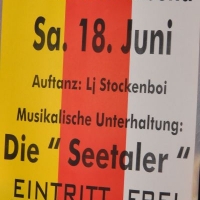 Sa. 18. Juni
Auftanz: Lj Stockenboi
Musikalische Unterhaltung:
Die " Seetaler "
EINTRITT FREI